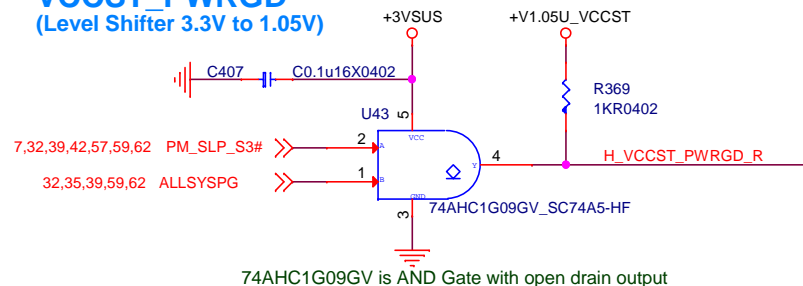 VCCST_PWRGD
(Level Shifter 3.3V to 1.05V)
+3VSUS
+V1.05U_VCCST
C407
C0.1u16X0402
R369
1KR0402
U43
5
VCC
7,32,39,42,57,59,62 PM_SLP_S3#
2
A
Y
4
H_VCCST_PWRGD_R
32,35,39,59,62 ALLSYSPG
1
B
GND
3
74AHC1G09GV_SC74A5-HF
74AHC1G09GV is AND Gate with open drain output